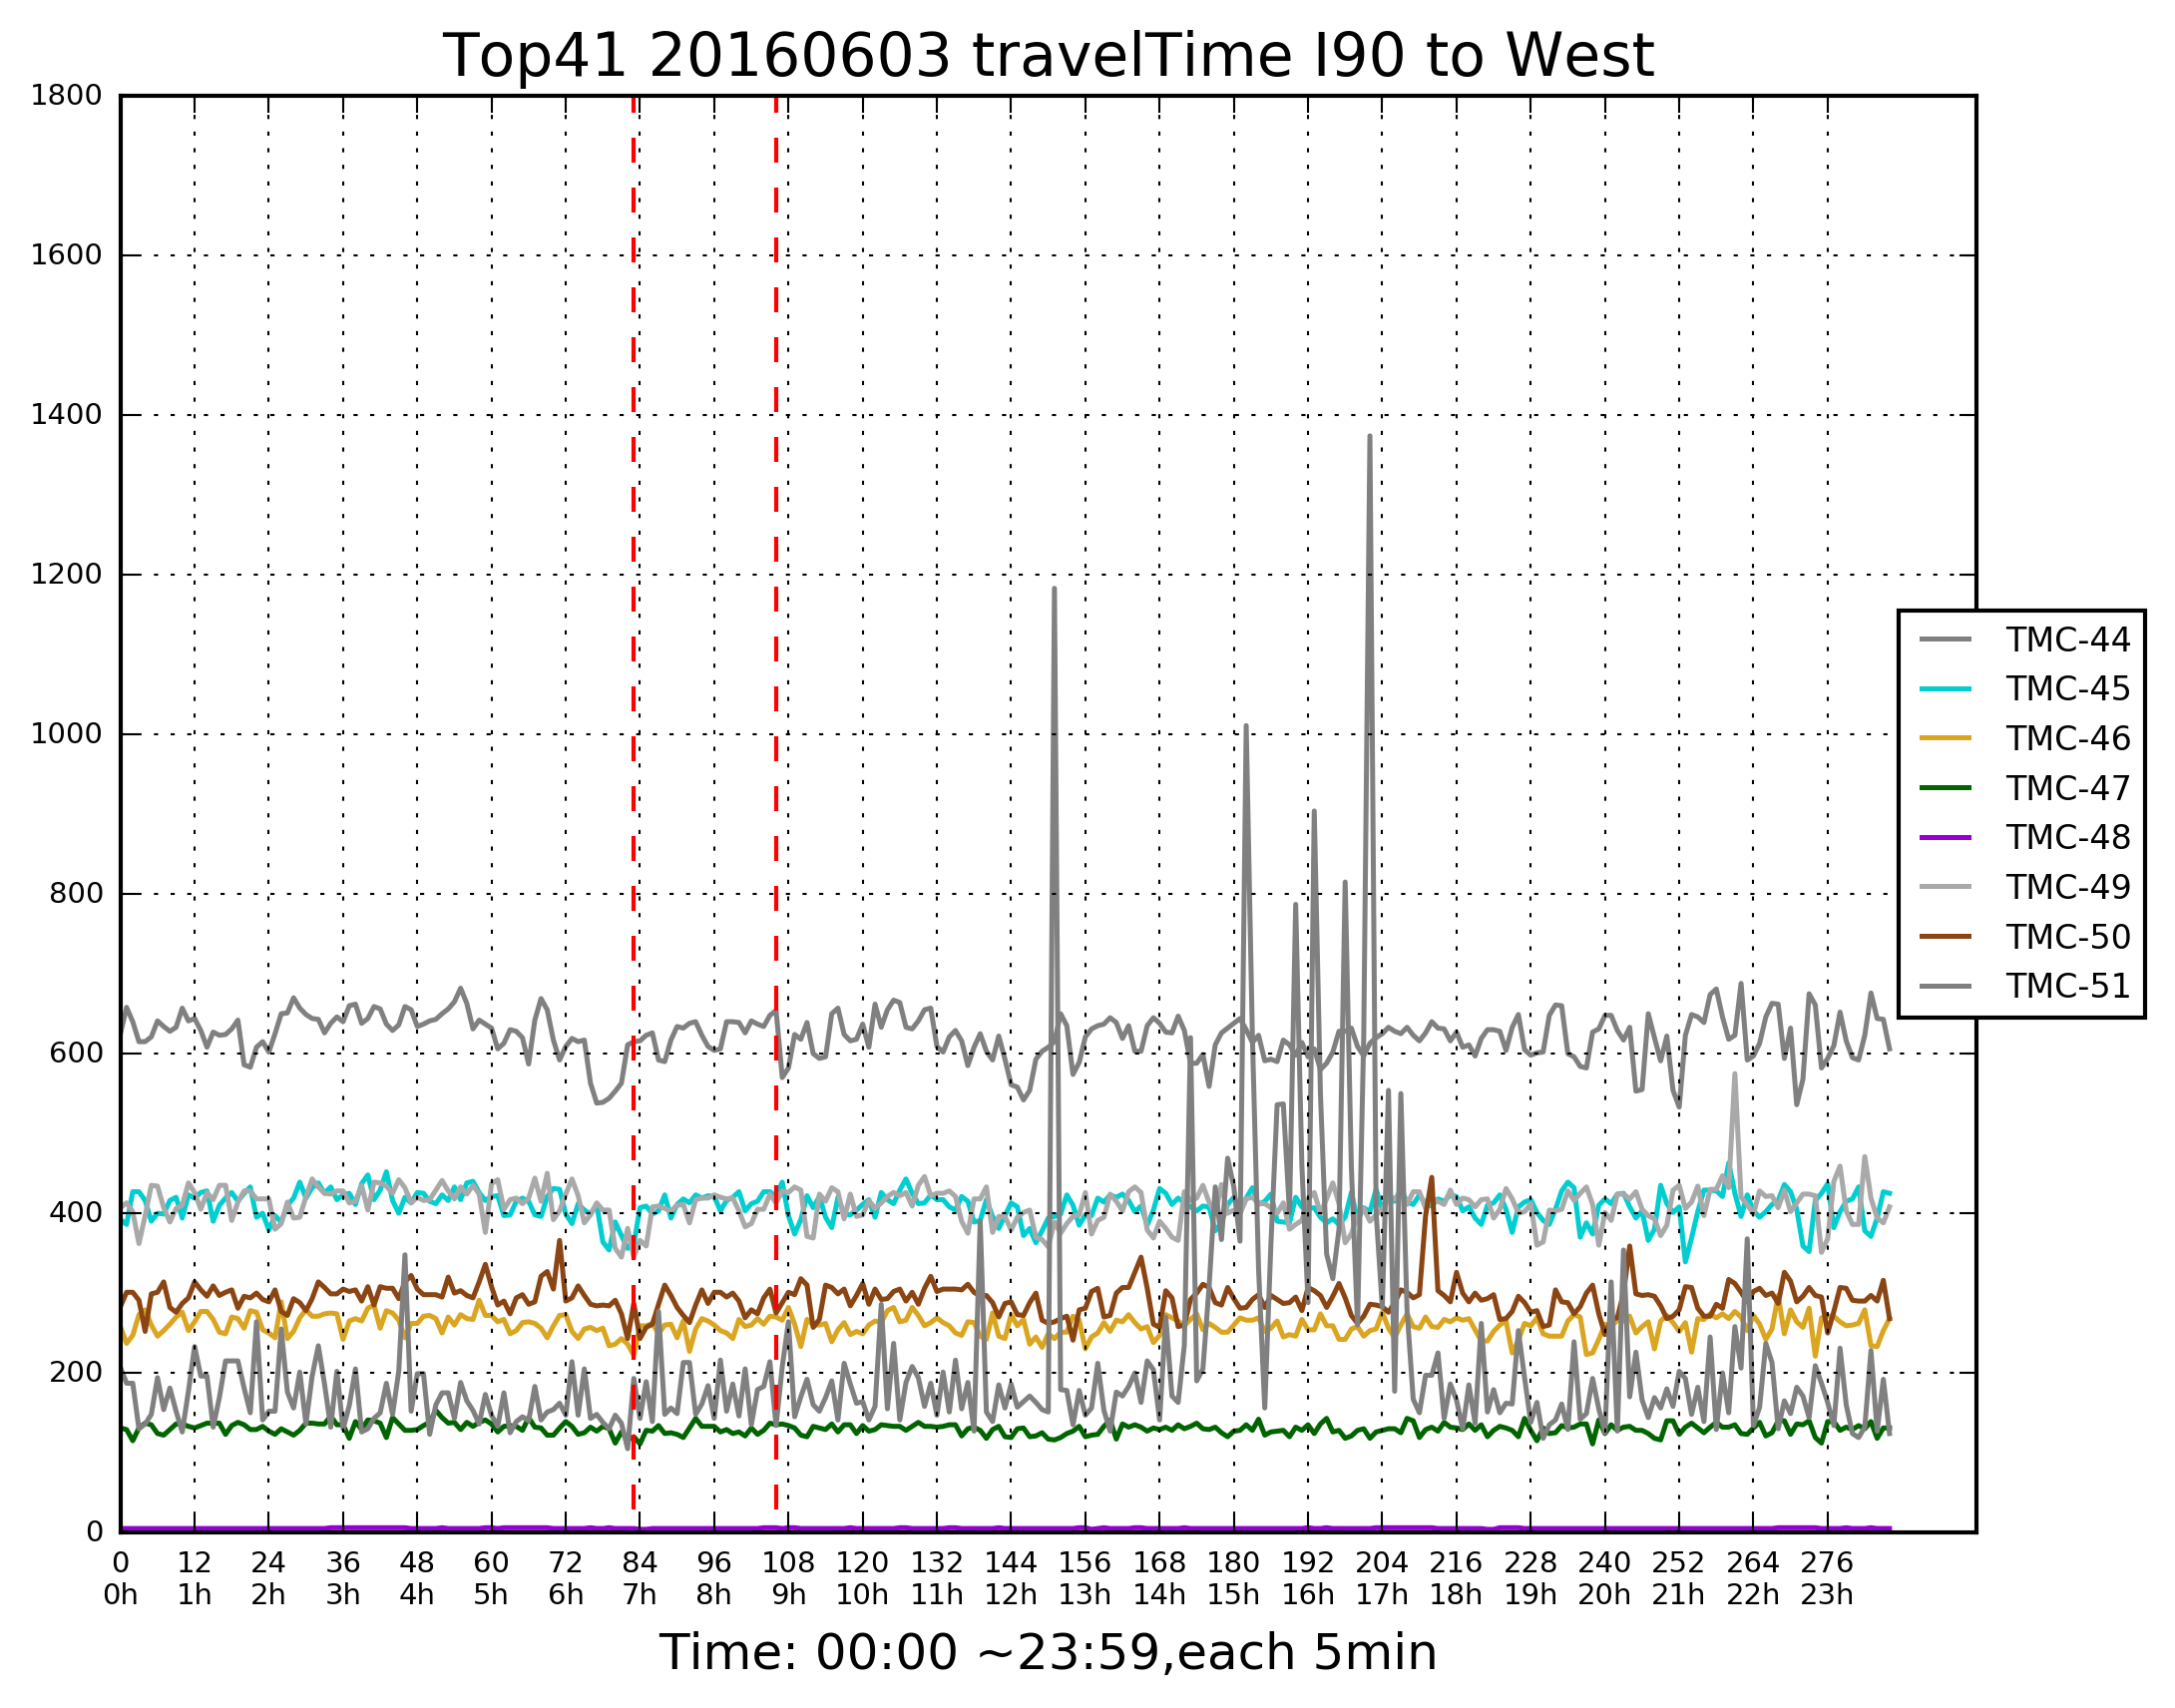 Top41 20160603 travelTime I90 to West
1800
1600
1400
1200
1000
800
600
400
200
0
TMC-44
TMC-45
TMC-46
TMC-47
TMC-48
TMC-49
TMC-50
TMC-51
0 12 24 36 48 60 72 84 96 108 120 132 144 156 168 180 192 204 216 228 240 252 264 276
0h 1h 2h 3h 4h 5h 6h 7h 8h 9h 10h 11h 12h 13h 14h 15h 16h 17h 18h 19h 20h 21h 22h 23h
Time: 00:00 ~23:59,each 5min